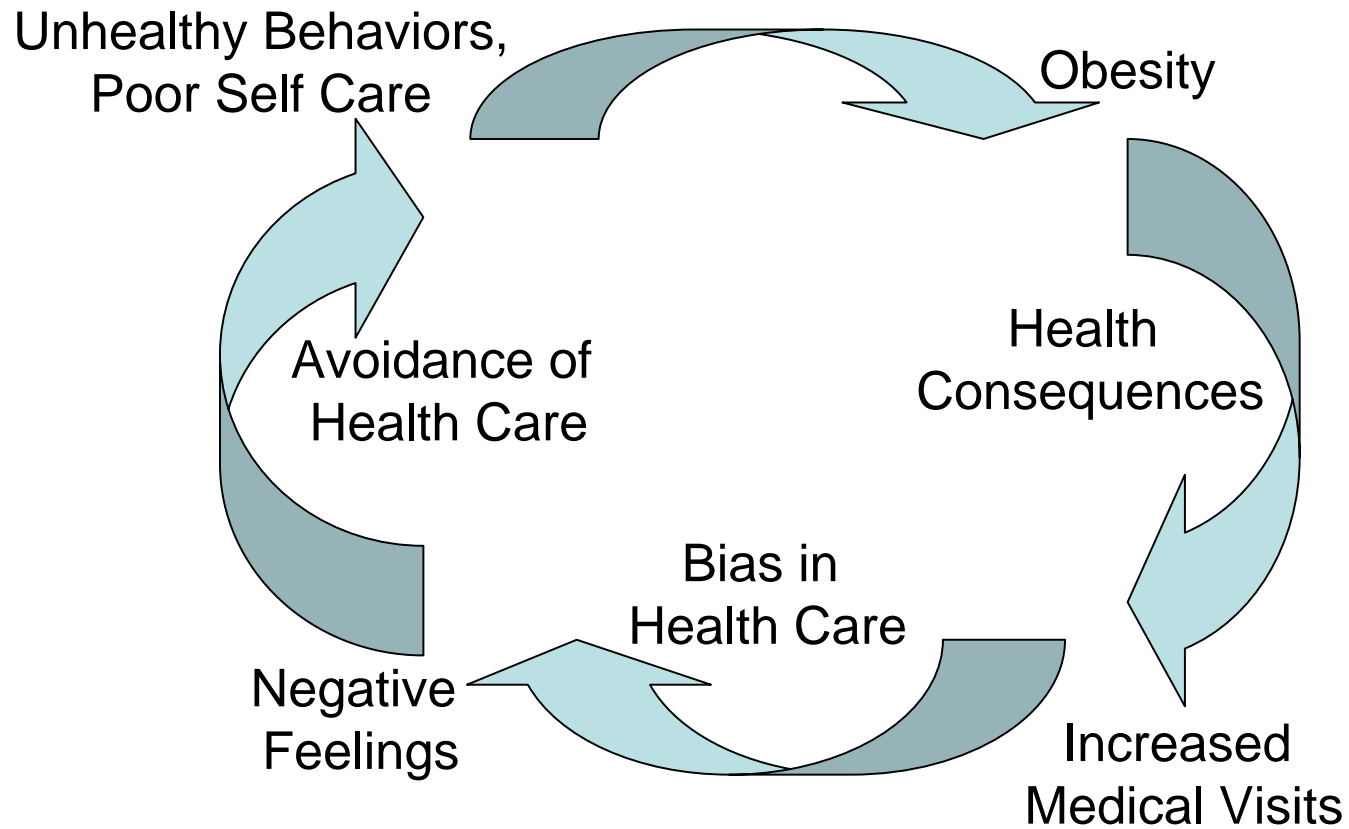 Unhealthy Behaviors,
Poor Self Care
Obesity
Health
Consequences
Increased
Medical Visits
Bias in
Health Care
Negative
Feelings
Avoidance of
Health Care